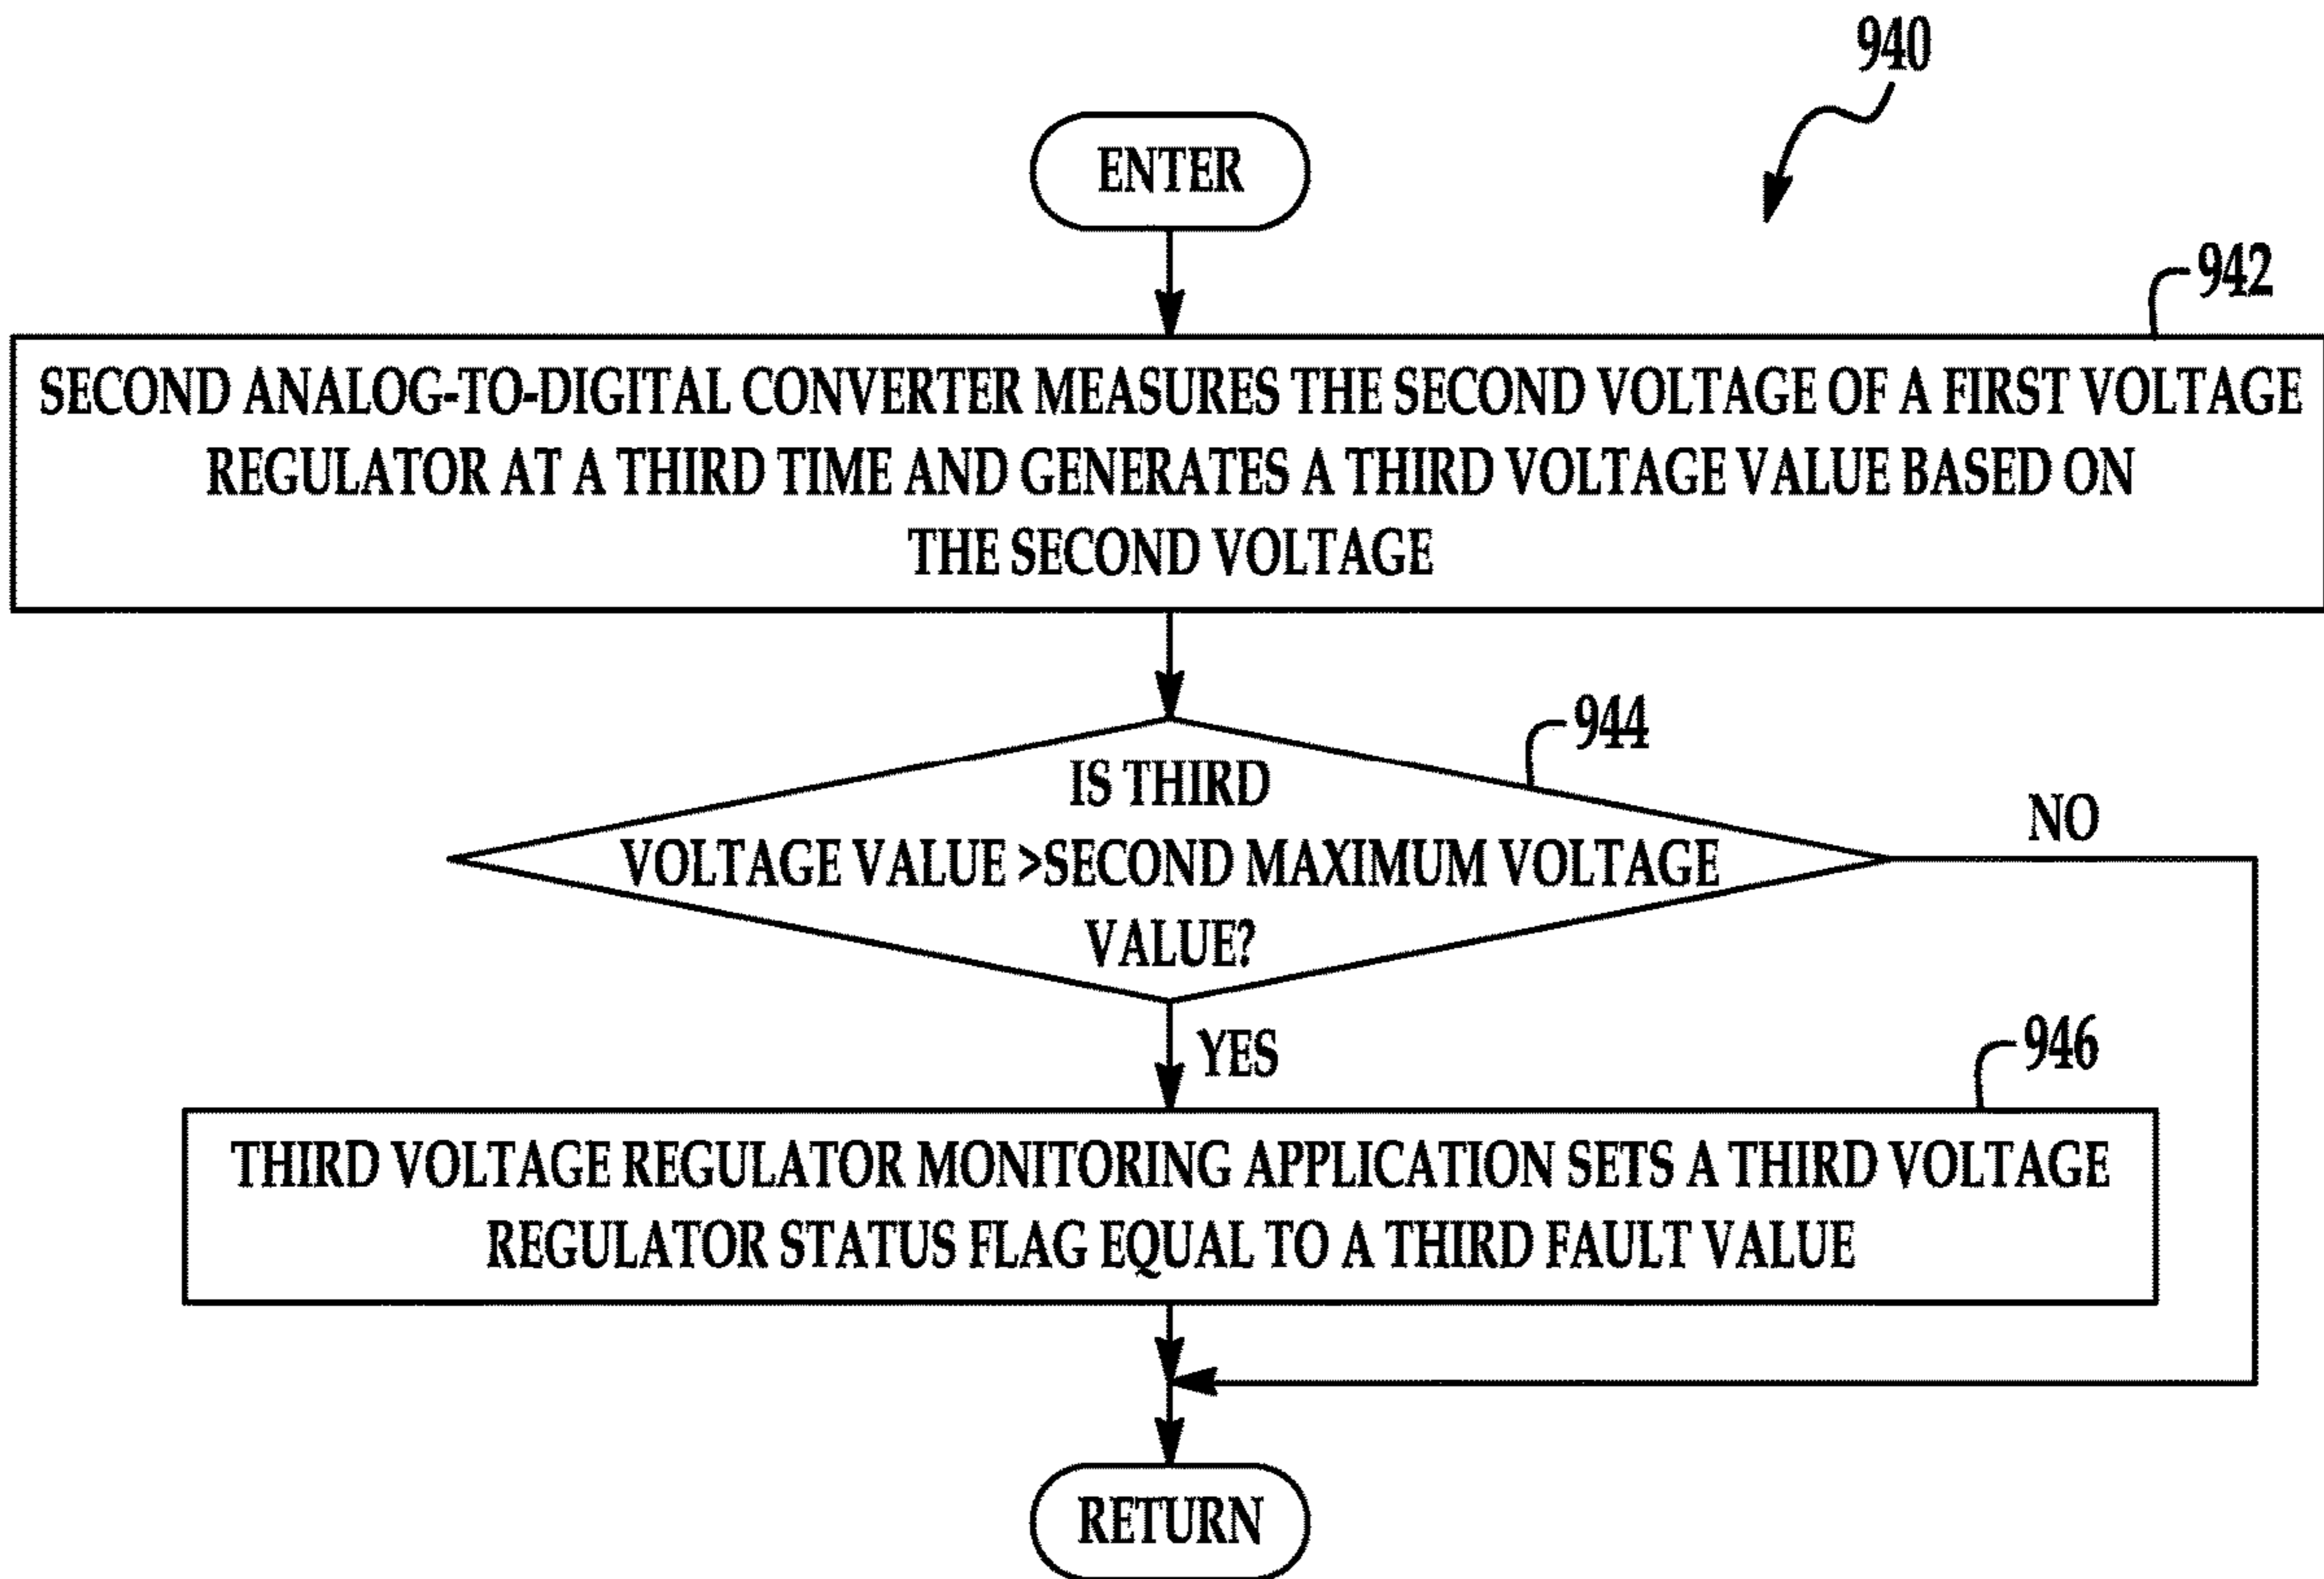 940
ENTER
942
SECOND ANALOG-TO-DIGITAL CONVERTER MEASURES THE SECOND VOLTAGE OF A FIRST VOLTAGE
REGULATOR AT A THIRD TIME AND GENERATES A THIRD VOLTAGE VALUE BASED ON
THE SECOND VOLTAGE
944
IS THIRD
VOLTAGE VALUE >SECOND MAXIMUM VOLTAGE
VALUE?
NO
YES
946
THIRD VOLTAGE REGULATOR MONITORING APPLICATION SETS A THIRD VOLTAGE
REGULATOR STATUS FLAG EQUAL TO A THIRD FAULT VALUE
RETURN